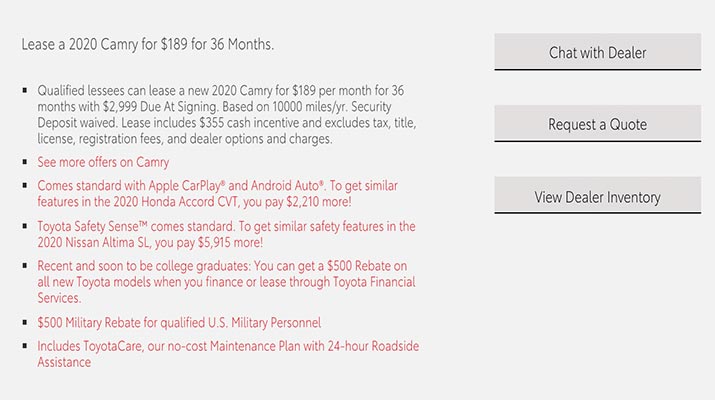 Lease a 2020 Camry for $189 for 36 Months.
Qualified lessees can lease a new 2020 Camry for $189 per month for 36
months with $2,999 Due At Signing. Based on 10000 miles/yr. Security
Deposit waived. Lease includes $355 cash incentive and excludes tax, title,
license, registration fees, and dealer options and charges.
See more offers on Camry
Comes standard with Apple CarPlay® and Android Auto®. To get similar
features in the 2020 Honda Accord CVT, you pay $2,210 more!
Toyota Safety Sense™ comes standard. To get similar safety features in the
2020 Nissan Altima SL, you pay $5,915 more!
Recent and soon to be college graduates: You can get a $500 Rebate on
all new Toyota models when you finance or lease through Toyota Financial
Services.
$500 Military Rebate for qualified U.S. Military Personnel
Includes ToyotaCare, our no-cost Maintenance Plan with 24-hour Roadside
Assistance
Chat with Dealer
Request a Quote
View Dealer Inventory